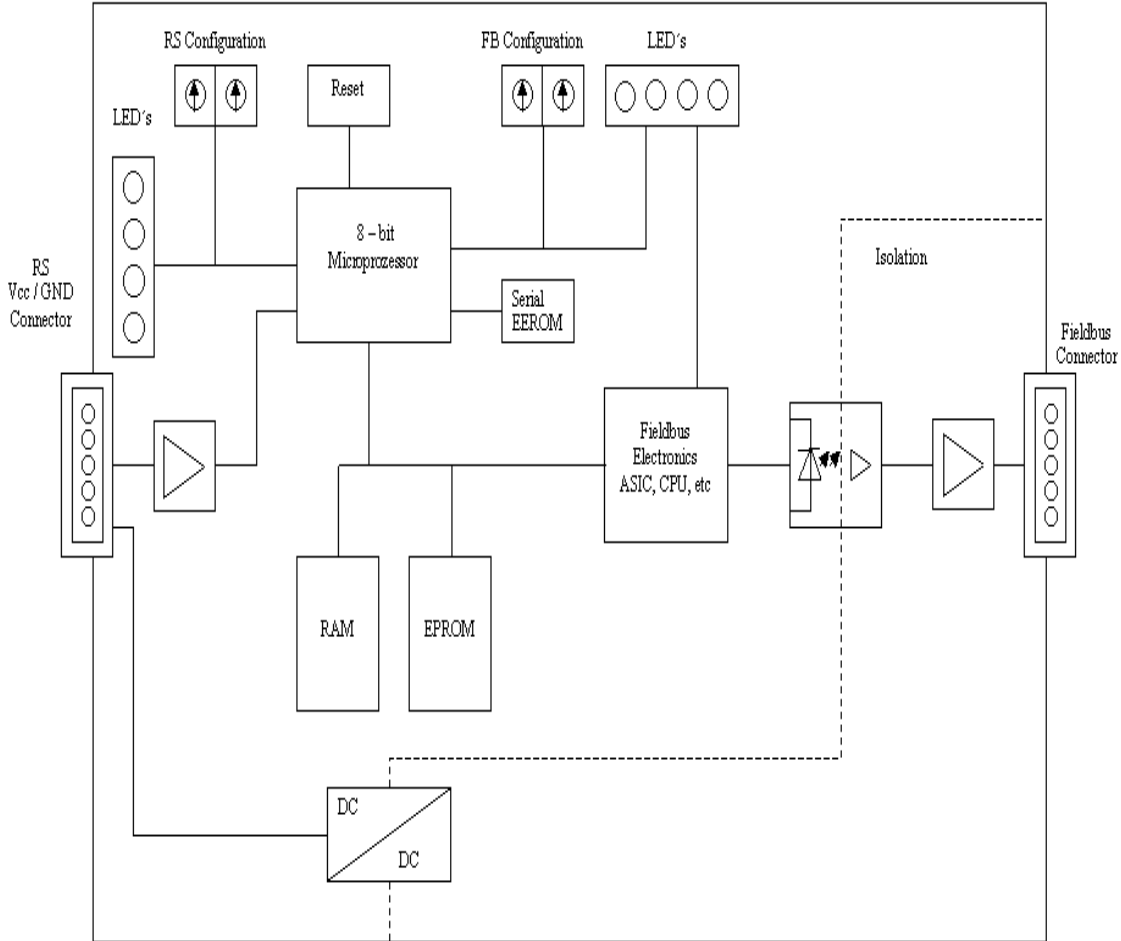 RS Configuration
FB Configuration
LED´s
Reset
LED´s
8 – bit
Microprozessor
Isolation
RS
Vcc / GND
Connector
Serial
EEROM
Fieldbus
Connector
Fieldbus
Electronics
ASIC, CPU, etc
RAM
EPROM
DC
DC